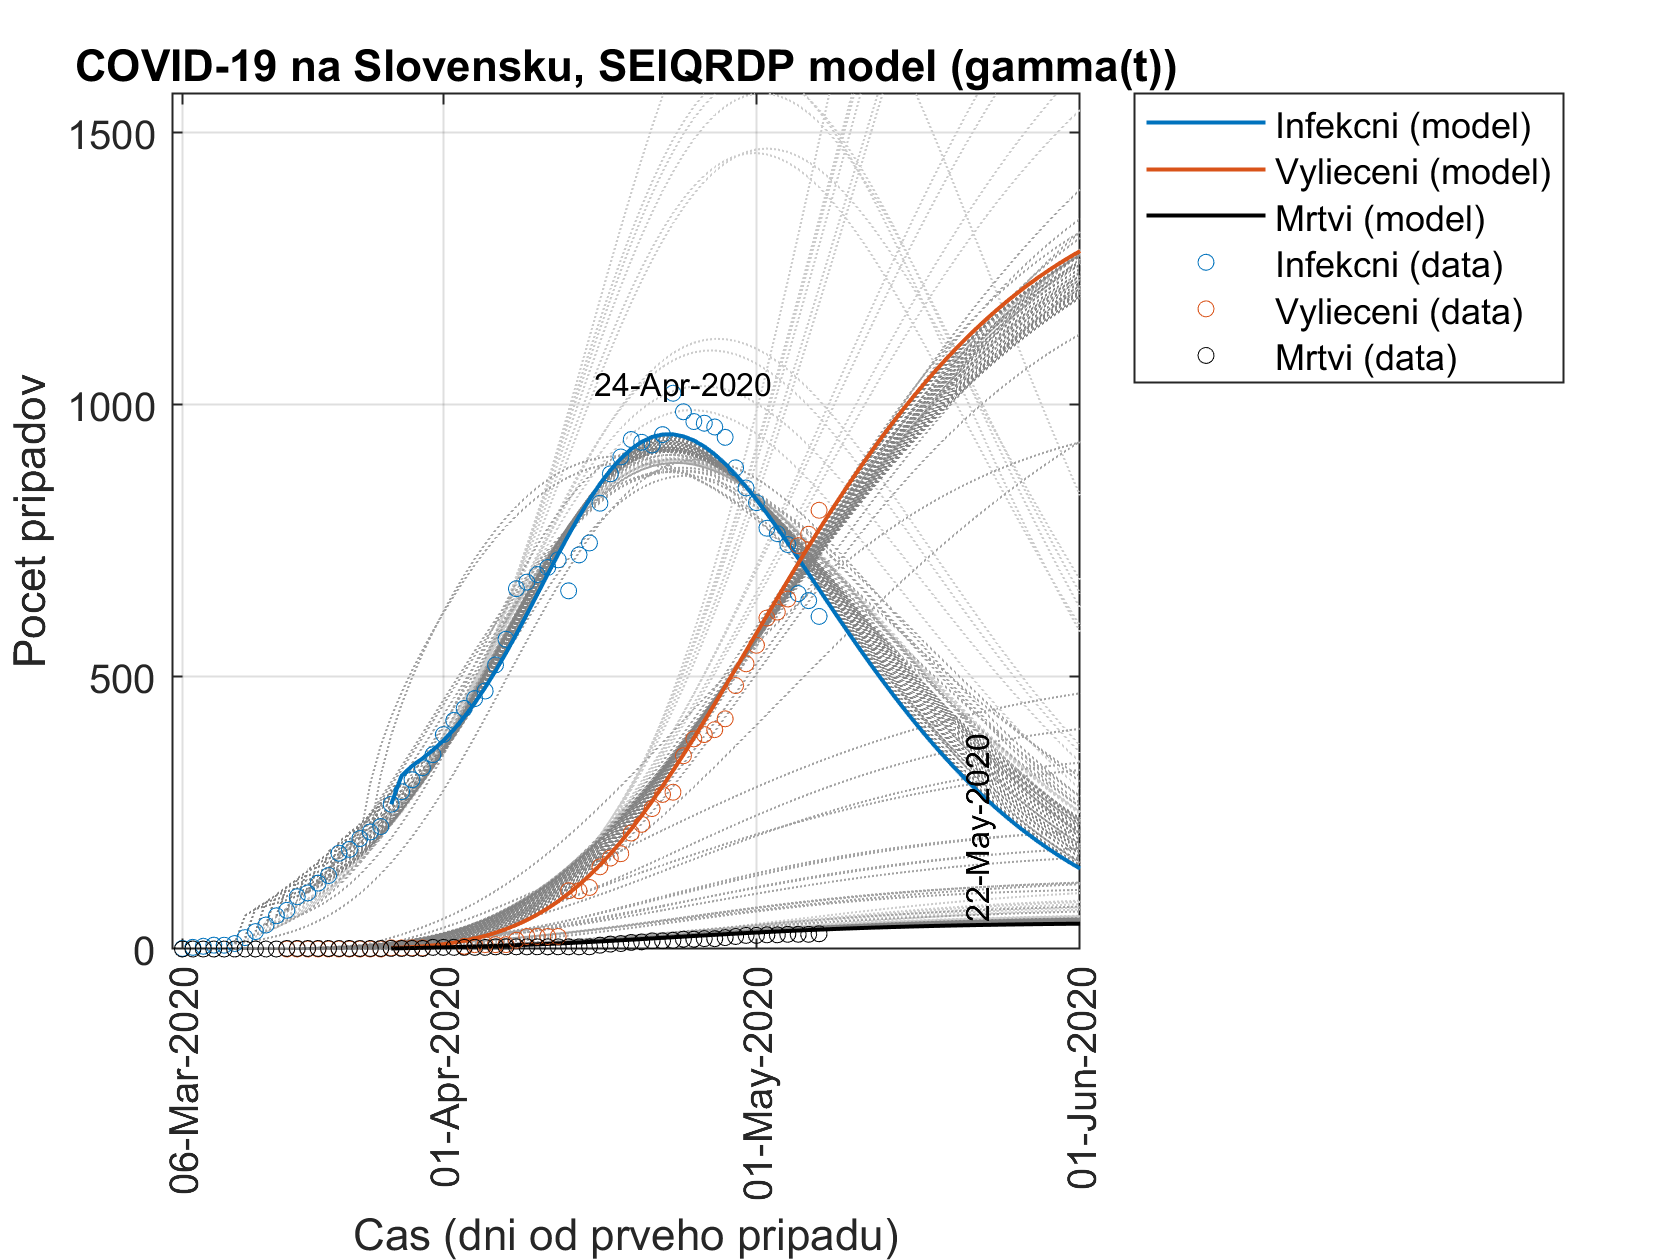 COVID-19 na Slovensku, SEIQRDP model (gamma(t))
Infekcni (model)
Vylieceni (model)
Mrtvi (model)
Infekcni (data)
Vylieceni (data)
Mrtvi (data)
Pocet pripadov
1500
1000
500
0
24-Apr-2020
22-May-2020
06-Mar-2020
01-Apr-2020
01-May-2020
01-Jun-2020
Cas (dni od prveho pripadu)